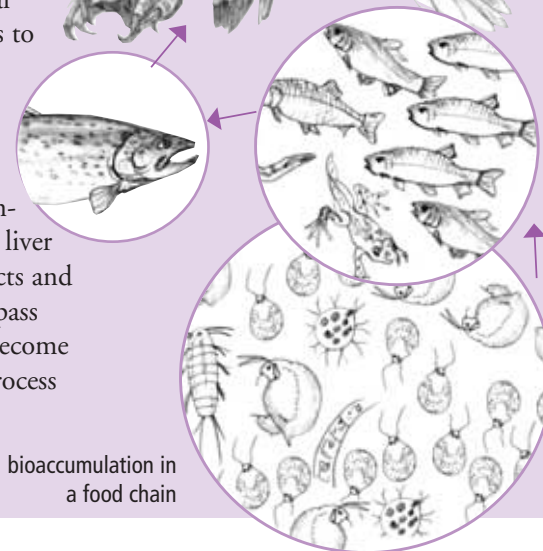 s to
liver
cts and
pass
ecome
rocess
bioaccumulation in
a food chain